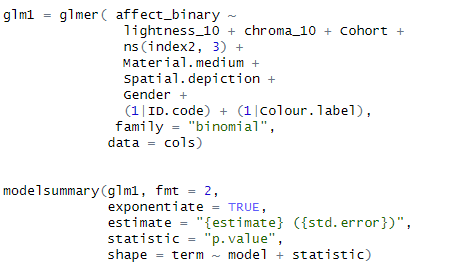 glm1 = glmer( affect_binary ~
lightness_10 + chroma_10 + Cohort +
ns(index2, 3) +
Material.medium +
Spatial.depiction +
Gender +
(1|ID.code) + (1|Colour.label),
family = "binomial",
data = cols)
modelsummary(glm1, fmt = 2,
exponentiate = TRUE,
estimate = "{estimate} ({std.error})",
statistic = "p.value",
shape = term ~ model + statistic)